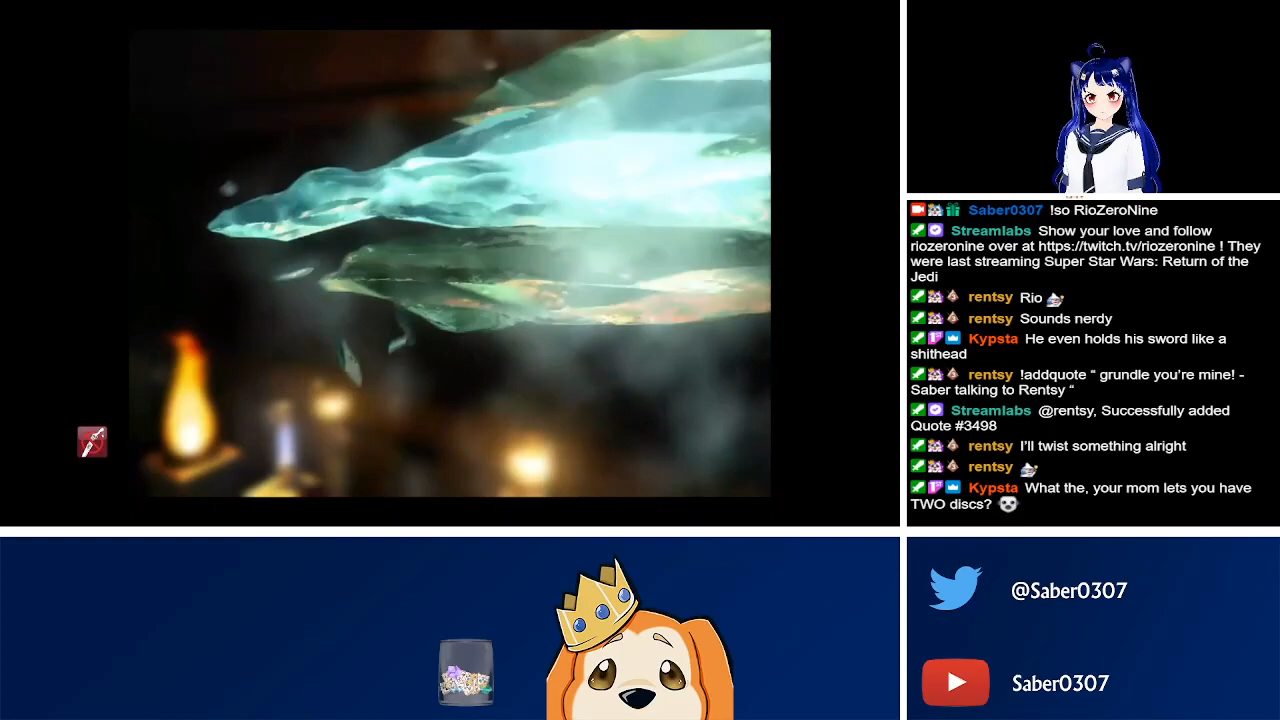 Saber0307 !so RioZeroNine
Streamlabs Show your love and follow
riozeronine over at https://twitch.tv/riozeronine ! They
were last streaming Super Star Wars: Return of the
Jedi
rentsy Rio
rentsy Sounds nerdy
Kypsta He even holds his sword like a
shithead
rentsy !addquote “ grundle you’re mine! -
Saber talking to Rentsy “
Streamlabs @rentsy, Successfully added
Quote #3498
rentsy I’ll twist something alright
rentsy
Kypsta What the, your mom lets you have
TWO discs?
@Saber0307
Saber0307